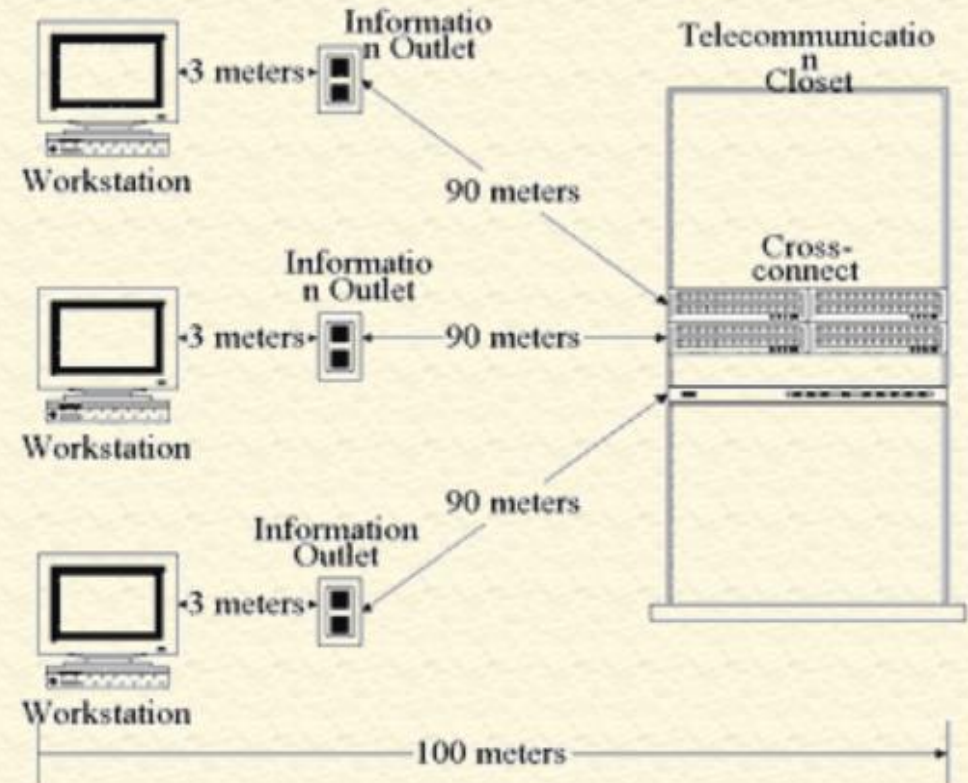 Informatio
n Outlet
Telecommunicatio
n
Closet
3 meters
Workstation
90 meters
Cross-
connect
Informatio
n Outlet
3 meters
90 meters
Workstation
90 meters
Information
Outlet
3 meters
Workstation
100 meters